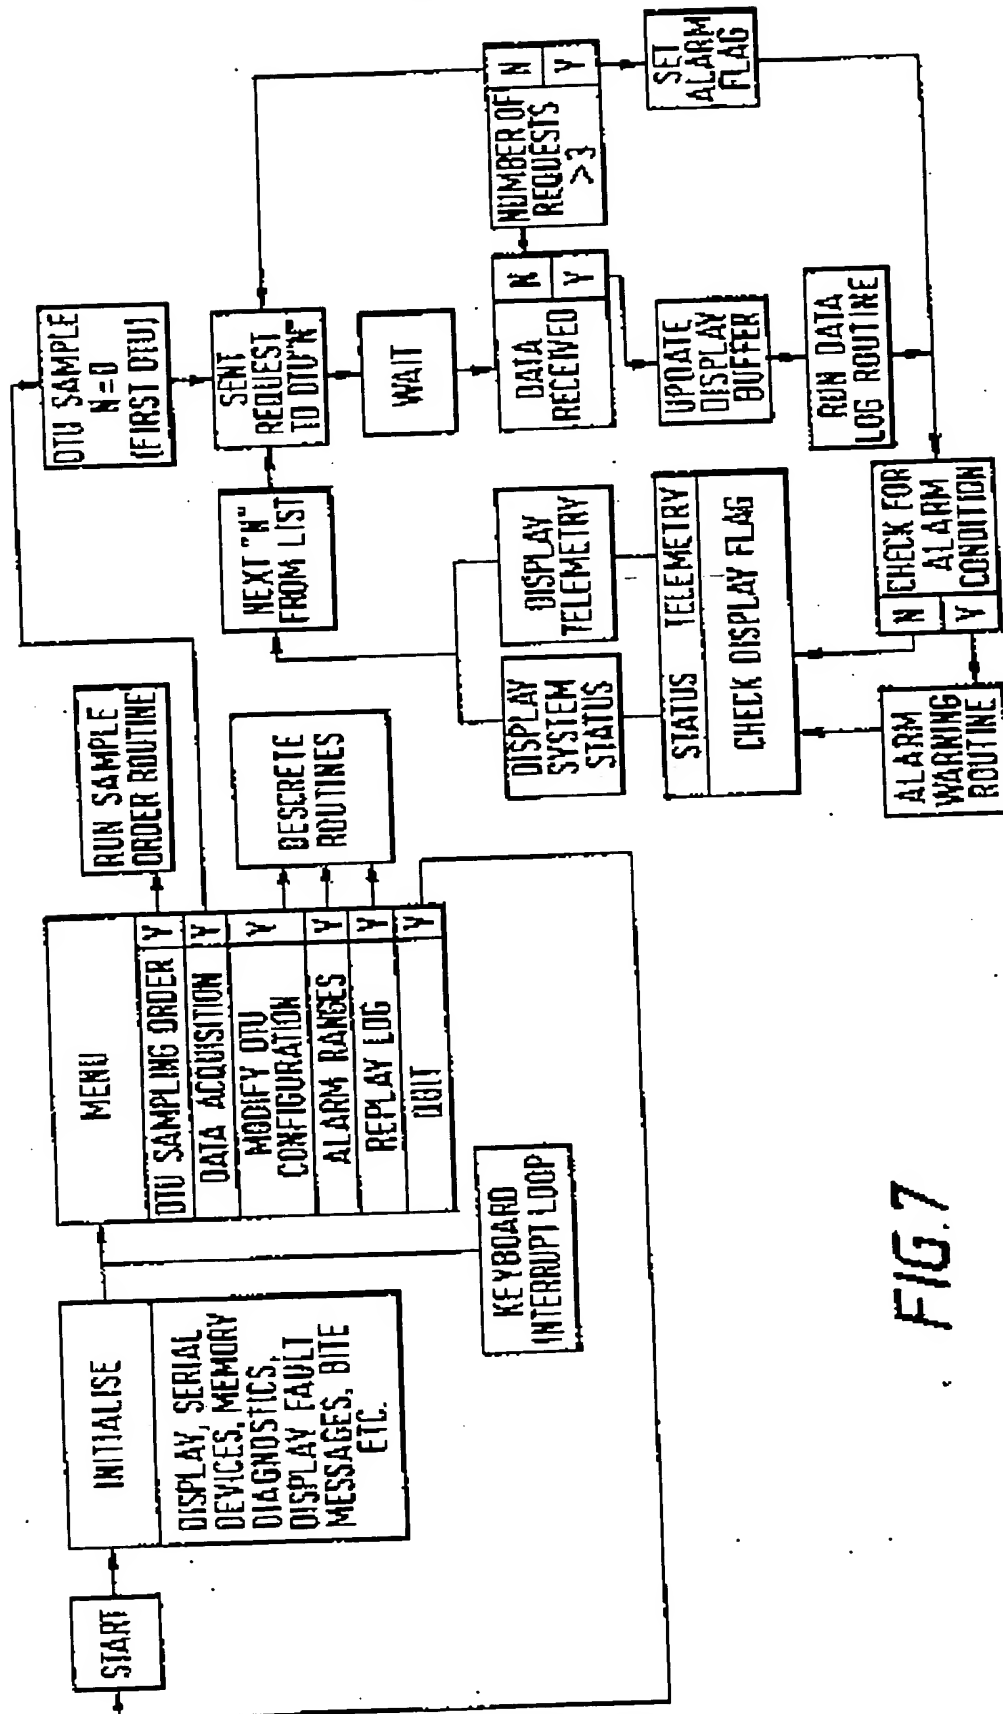 START
INITIALISE
DISPLAY, SERIAL
DEVICES, MEMORY
DIAGNOSTICS,
DISPLAY FAULT
MESSAGES, BITE
ETC.
KEYBOARD
INTERRUPT LOOP
MENU
DTU SAMPLING ORDER Y
DATA ACQUISITION Y
MODIFY DTU
CONFIGURATION Y
ALARM RANGES Y
REPLAY LOG Y
QUIT Y
RUN SAMPLE
ORDER ROUTINE
DESCRETE
ROUTINES
DTU SAMPLE
N=0
(FIRST DTU)
NEXT "N"
FROM LIST
SENT
REQUEST
TO DTU"N"
WAIT
DATA
RECEIVED
N
Y
NUMBER OF
REQUESTS
>3
N
Y
SET
ALARM
FLAG
UPDATE
DISPLAY
BUFFER
RUN DATA
LOG ROUTINE
CHECK FOR
ALARM
CONDITION
N
Y
ALARM
WARNING
ROUTINE
STATUS TELEMETRY
CHECK DISPLAY FLAG
DISPLAY
SYSTEM
STATUS
DISPLAY
TELEMETRY
FIG.7